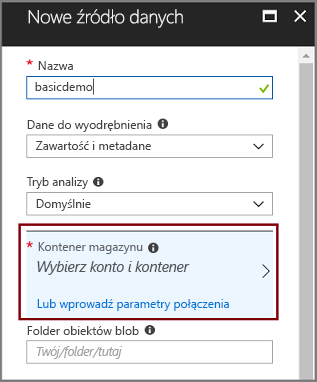 Nowe źródło danych
* Nazwa
basicdemo
Dane do wyodrębnienia
Zawartość i metadane
Tryb analizy
Domyślnie
* Kontener magazynu
Wybierz konto i kontener
Lub wprowadź parametry połączenia
Folder obiektów blob
Twój/folder/tutaj